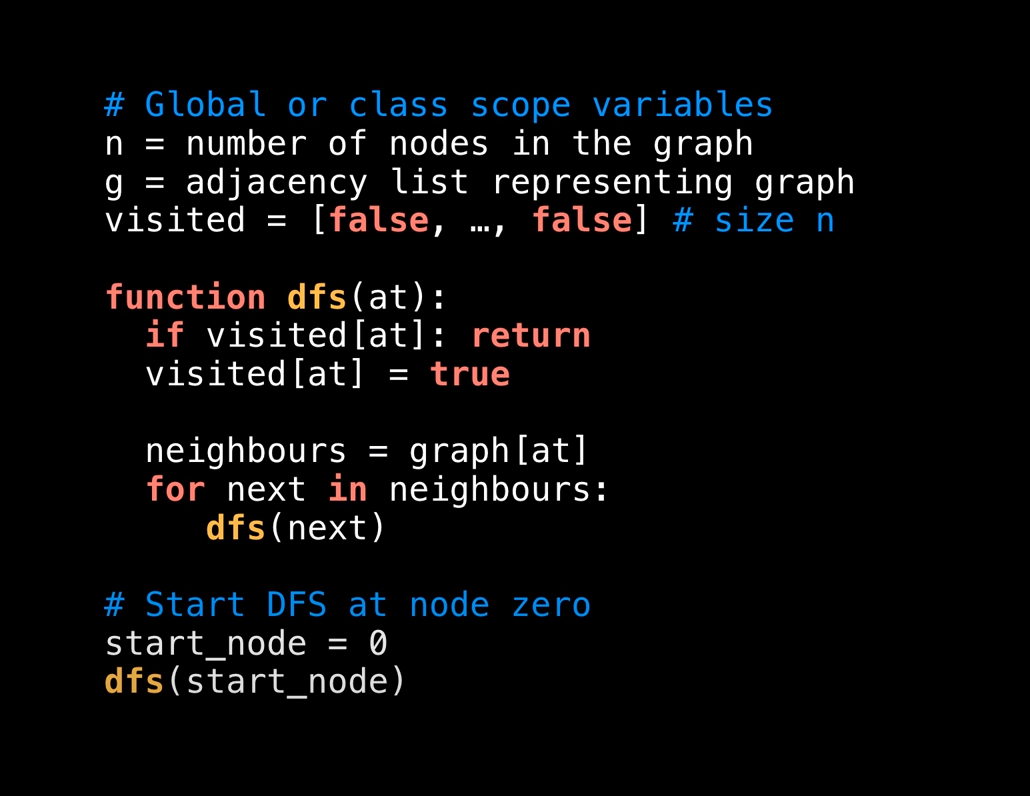 # Global or class scope variables
n = number of nodes in the graph
g = adjacency list representing graph
visited = [false, …, false] # size n
function dfs(at):
if visited[at]: return
visited[at] = true
neighbours = graph[at]
for next in neighbours:
dfs(next)
# Start DFS at node zero
start_node = 0
dfs(start_node)